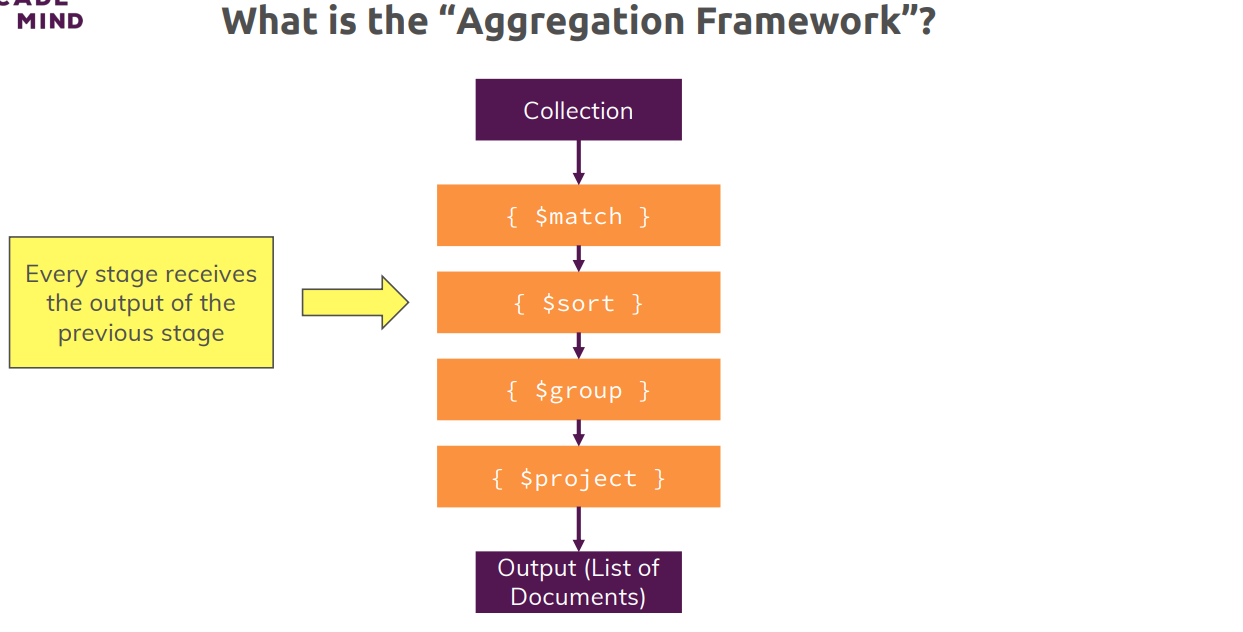 MIND
What is the “Aggregation Framework”?
Collection
{ $match }
Every stage receives
the output of the
previous stage
{ $sort }
{ $group }
{ $project }
Output (List of
Documents)